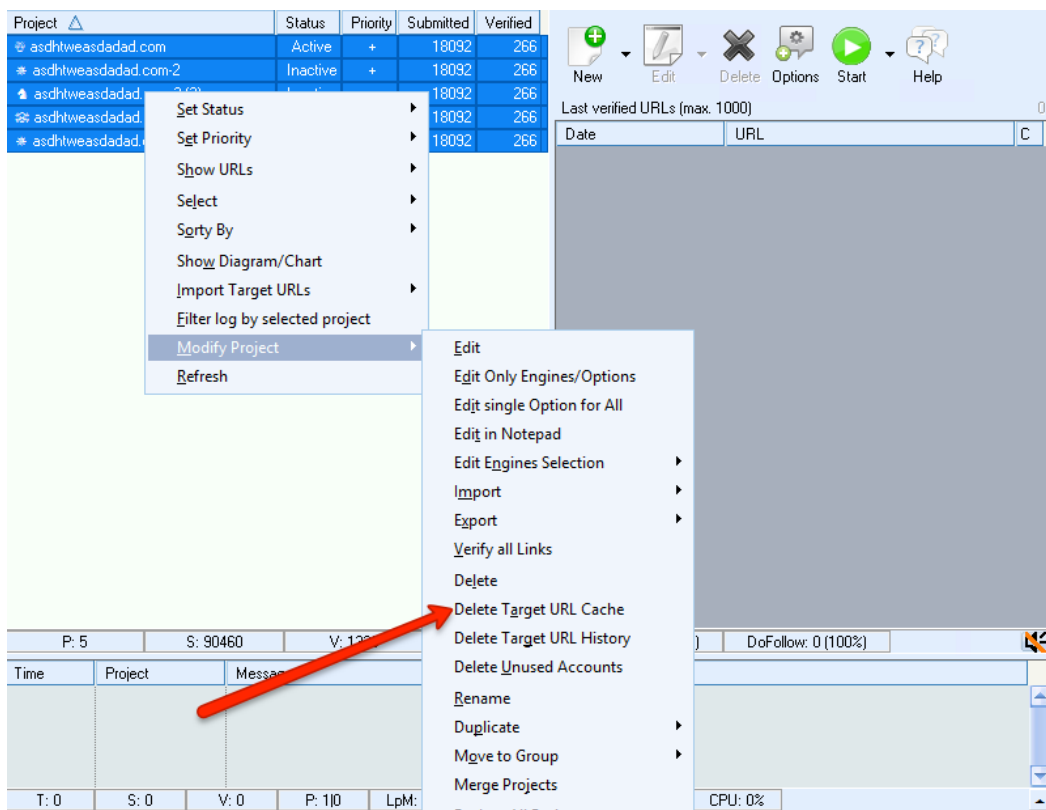 Project Status Priority Submitted Verified
asdhtweasdadad.com Active + 18092 266
asdhtweasdadad.com-2 Inactive + 18092 266
asdhtweasdadad. 18092 266
asdhtweasdadad. 18092 266
asdhtweasdadad. 18092 266
New Edit Delete Options Start Help
Last verified URLs (max. 1000) 0
Date URL C
Set Status
Set Priority
Show URLs
Select
Sorty By
Show Diagram/Chart
Import Target URLs
Filter log by selected project
Modify Project
Refresh
Edit
Edit Only Engines/Options
Edit single Option for All
Edit in Notepad
Edit Engines Selection
Import
Export
Verify all Links
Delete
Delete Target URL Cache
Delete Target URL History
Delete Unused Accounts
Rename
Duplicate
Move to Group
Merge Projects
P: 5 S: 90460 V: ) DoFollow: 0 (100%)
Time Project
T: 0 S: 0 V: 0 P: 1|0 LpM: CPU: 0%